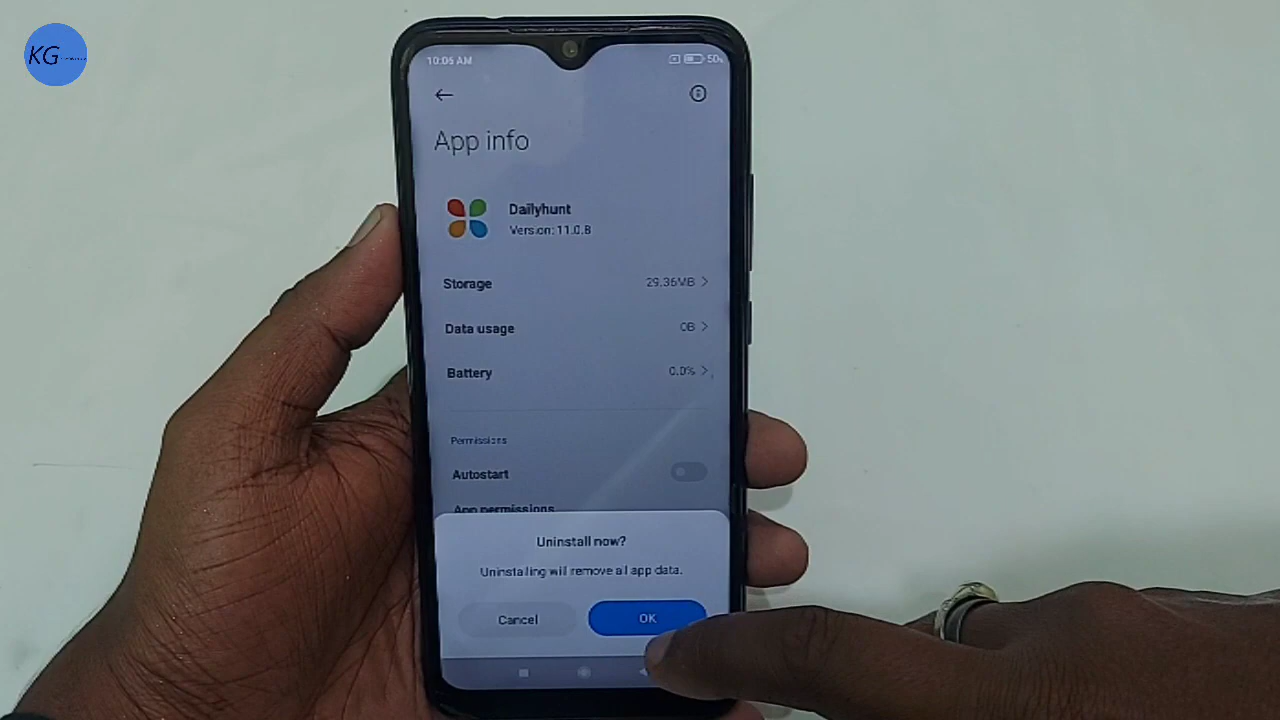 KG
10:06 AM
50
App info
Dailyhunt
Version: 11.0.8
Storage
29.36MB
Data usage
0B
Battery
0.0%
Permissions
Autostart
App permissions
Uninstall now?
Uninstalling will remove all app data.
Cancel
OK